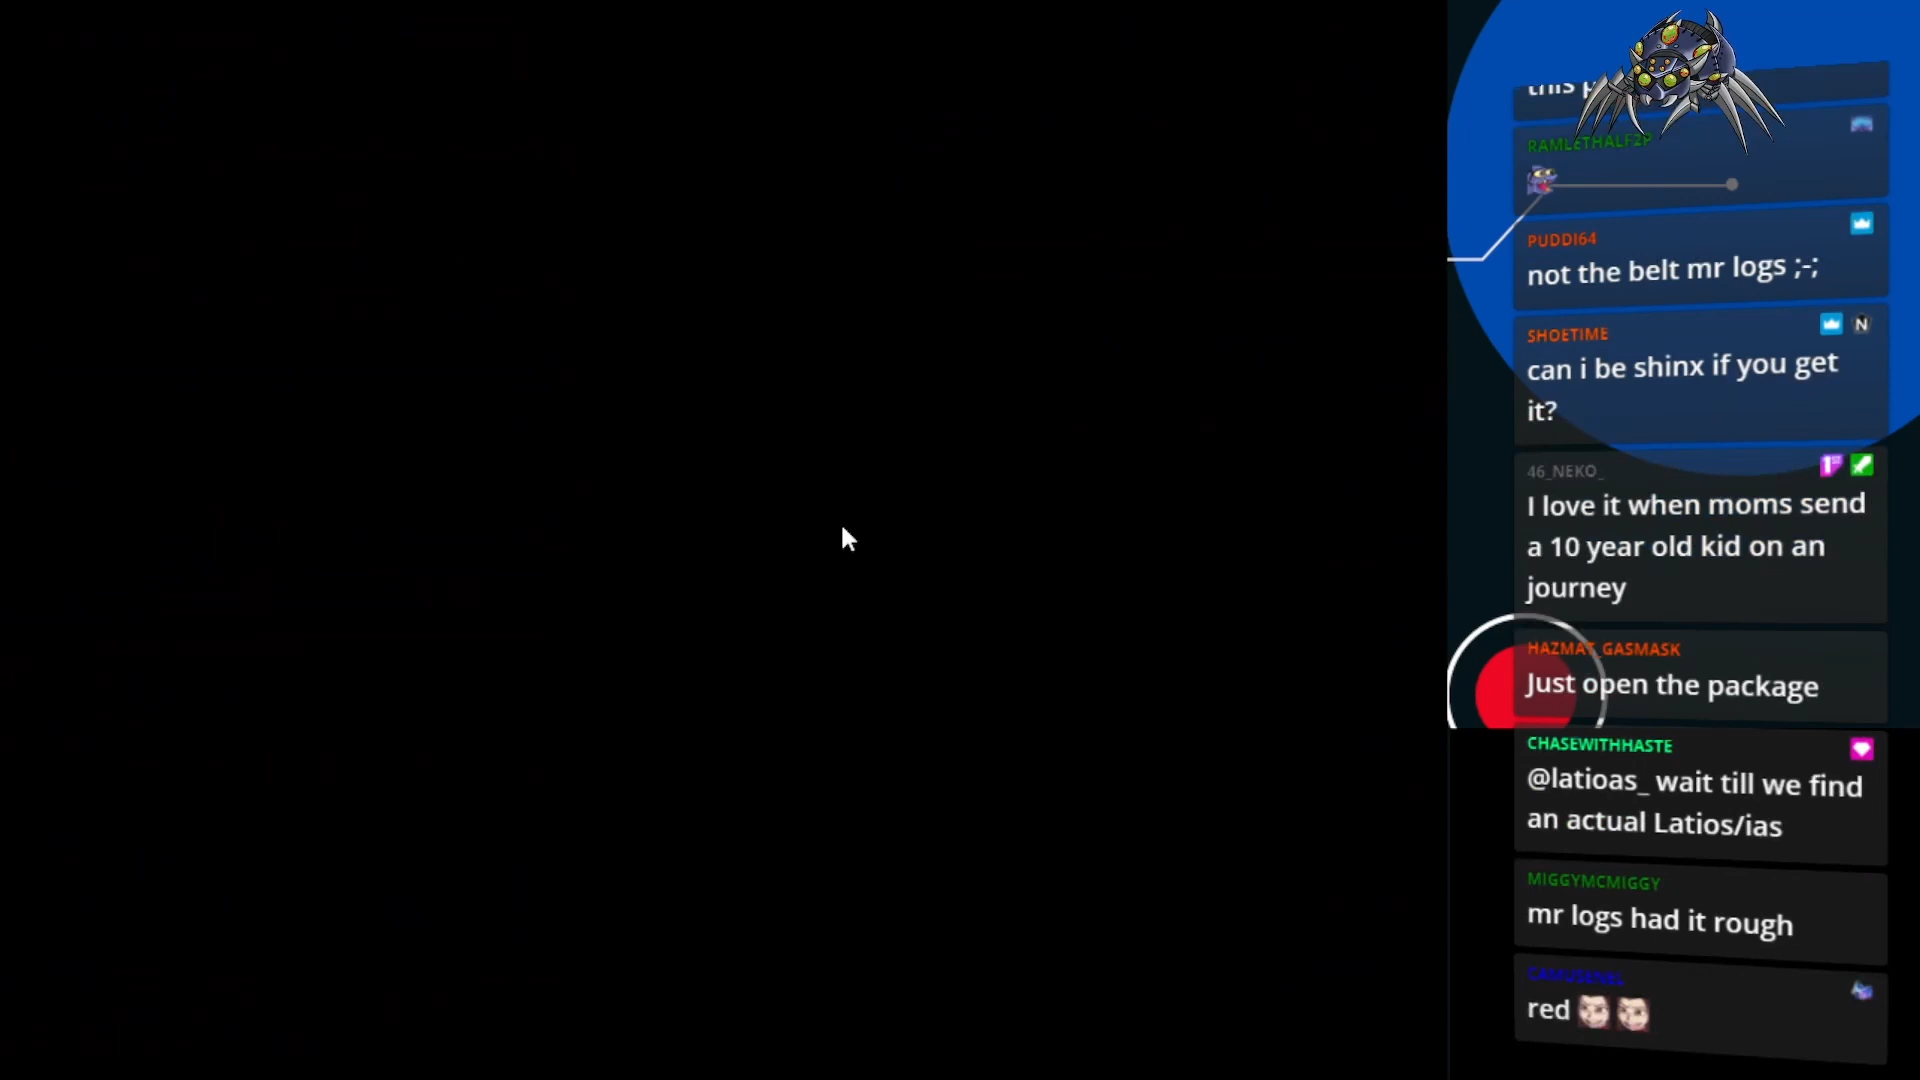 RAMLETHALF2P
PUDDI64
not the belt mr logs ;-;
SHOETIME
can i be shinx if you get
it?
46_NEKO_
I love it when moms send
a 10 year old kid on an
journey
HAZMAT_GASMASK
Just open the package
CHASEWITHHASTE
@latioas_ wait till we find
an actual Latios/ias
MIGGYMCMIGGY
mr logs had it rough
CAMUSENEL
red